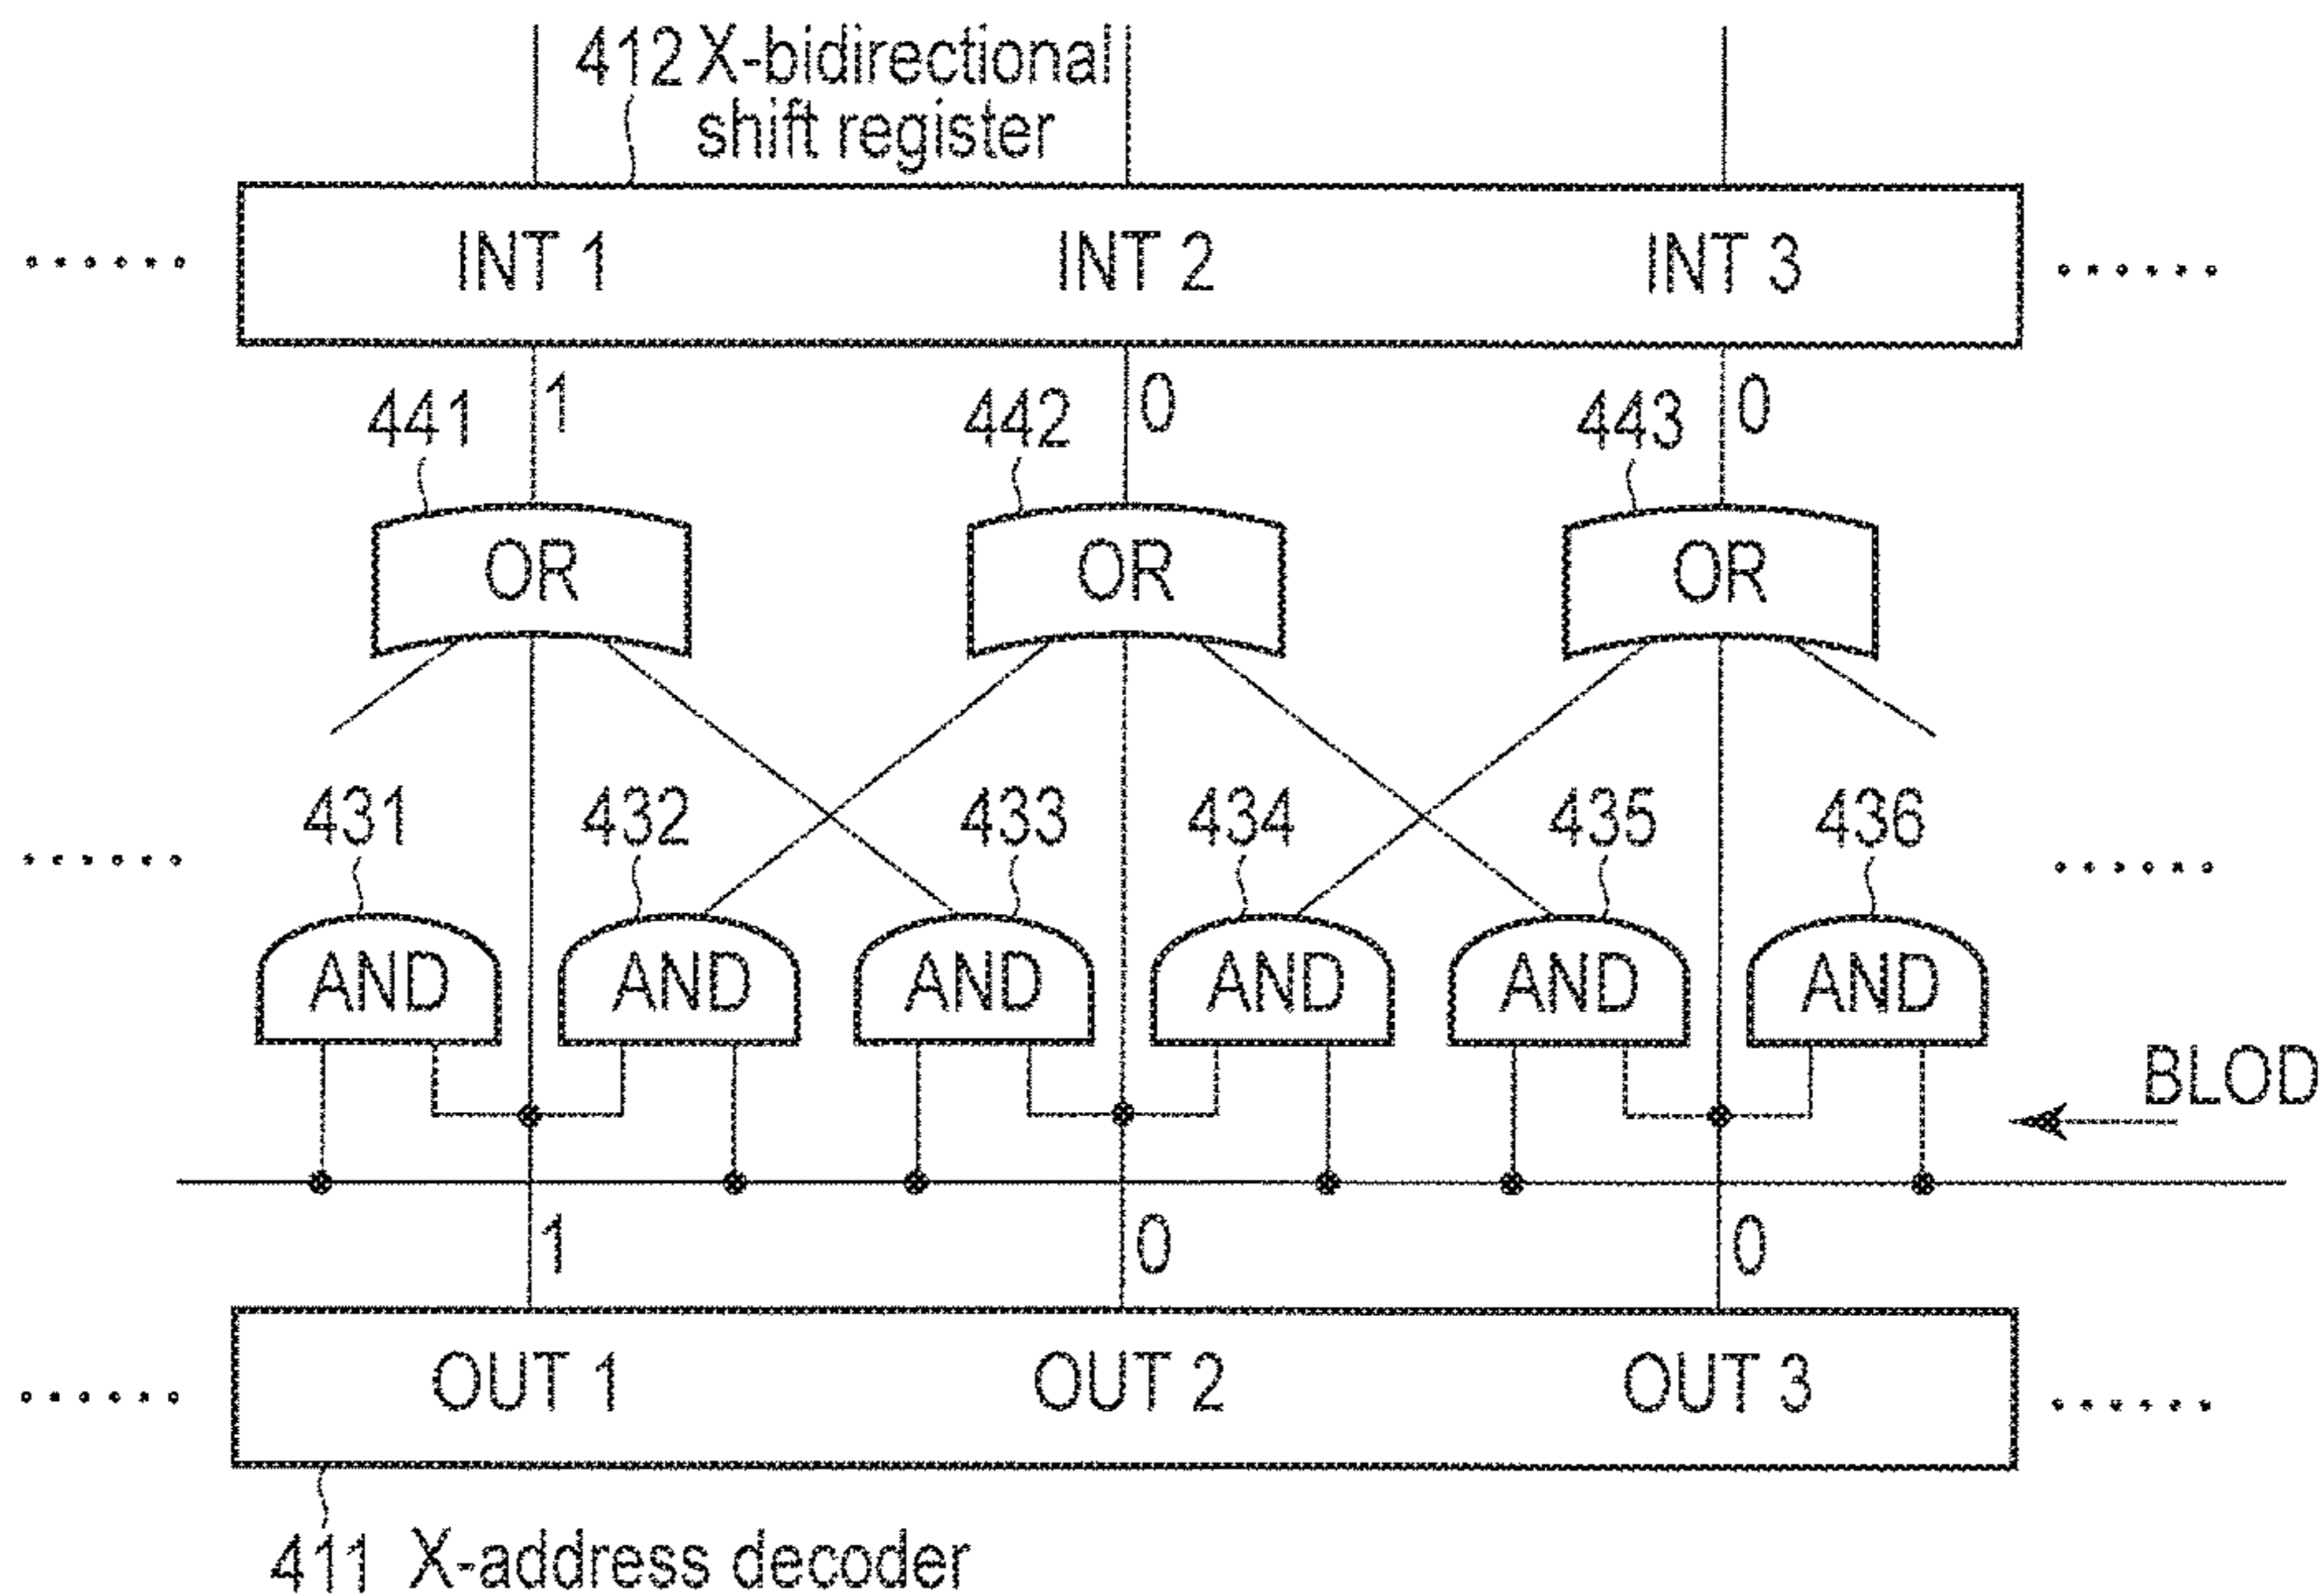 412 X-bidirectional
shift register
...... INT 1 INT 2 INT 3 ......
1 0 0
441 442 443
OR OR OR
431 432 433 434 435 436
...... ......
AND AND AND AND AND AND
BLOD
1 0 0
...... OUT 1 OUT 2 OUT 3 ......
411 X-address decoder